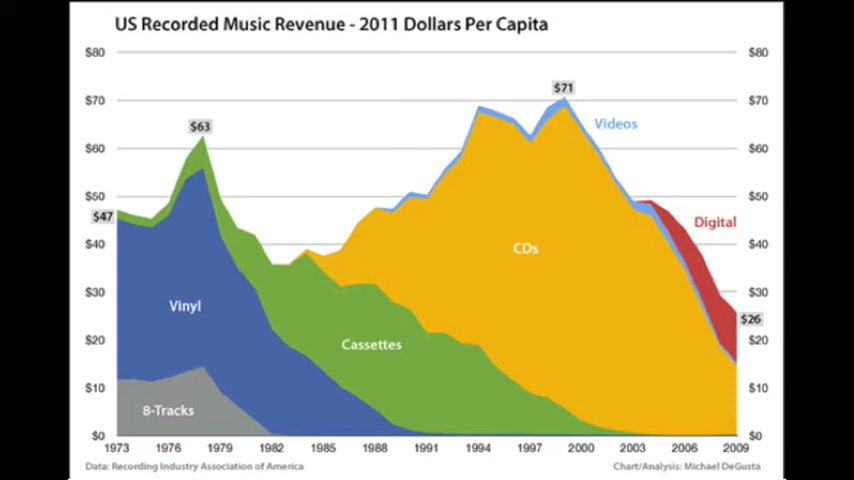 US Recorded Music Revenue - 2011 Dollars Per Capita
$80 $80
$71
$70 $70
Videos
$63
$60 $60
$50 $50
$47
Digital
$40 $40
CDs
$30 $30
Vinyl
$26
$20 $20
Cassettes
$10 $10
8-Tracks
$0 $0
1973 1976 1979 1982 1985 1988 1991 1994 1997 2000 2003 2006 2009
Data: Recording Industry Association of America Chart/Analysis: Michael DeGusta